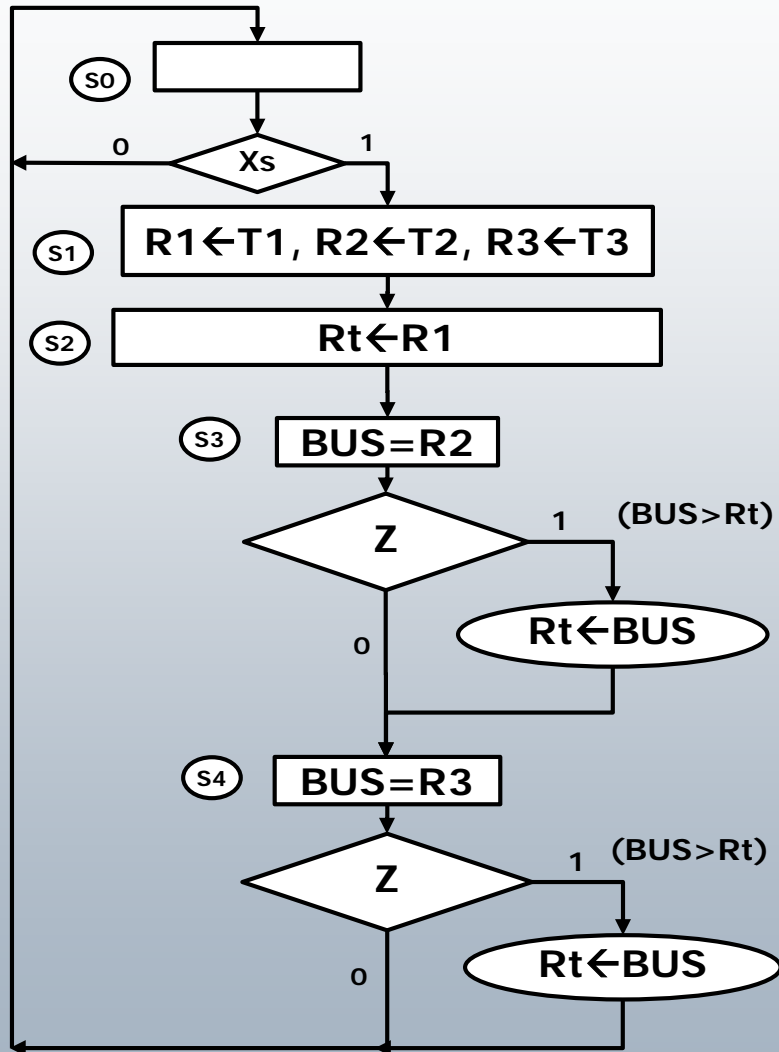 S0
0
Xs
1
S1
R1←T1, R2←T2, R3←T3
S2
Rt←R1
S3
BUS=R2
Z
1
(BUS>Rt)
Rt←BUS
0
S4
BUS=R3
Z
1
(BUS>Rt)
Rt←BUS
0